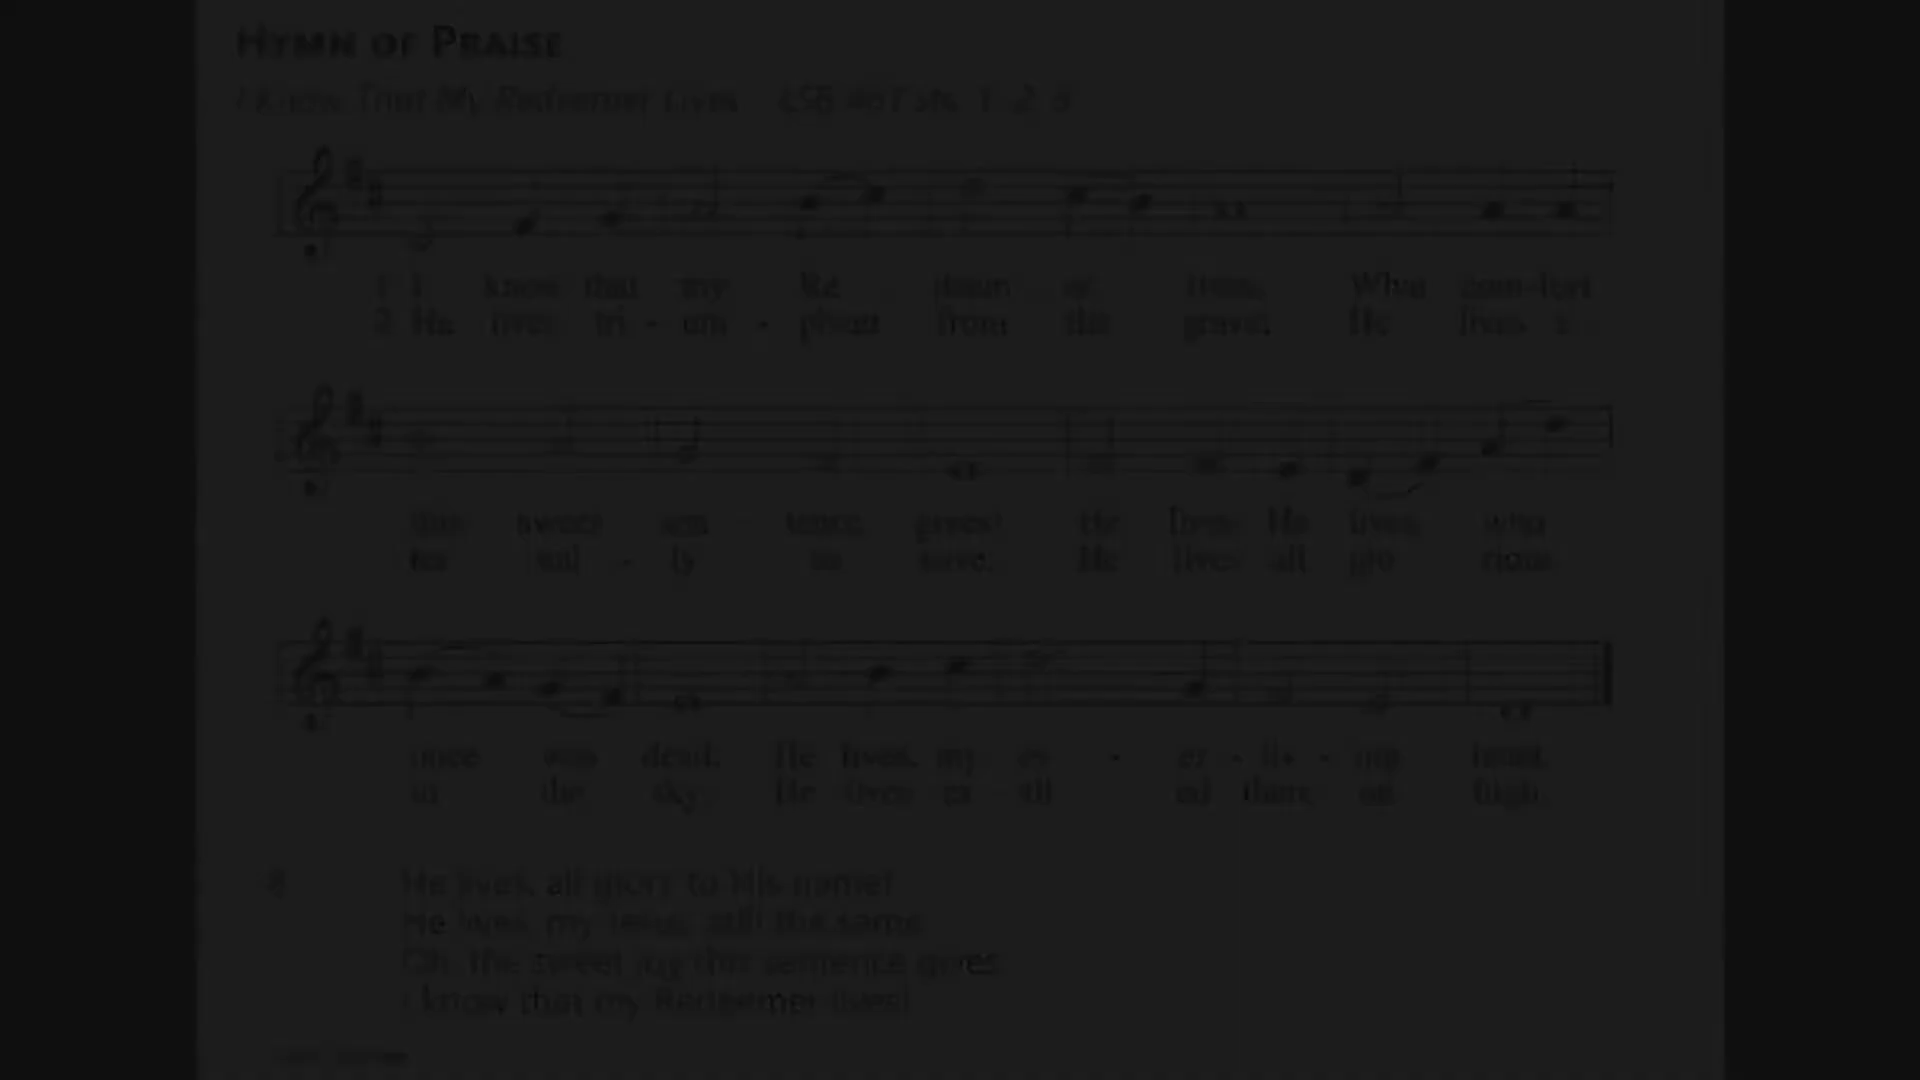 HYMN OF PRAISE
I Know That My Redeemer Lives LSB 461 sts. 1, 2, 8
1 I know that my Re - deem - er lives; What com-fort
2 He lives tri - um - phant from the grave; He lives e -
this sweet sen - tence gives! He lives, He lives, who
ter - nal - ly to save. He lives all - glo - rious
once was dead; He lives, my ev - er - liv - ing head.
in the sky; He lives ex - alt - ed there on high.
8 He lives, all glory to His name!
He lives, my Jesus, still the same;
Oh, the sweet joy this sentence gives:
I know that my Redeemer lives!